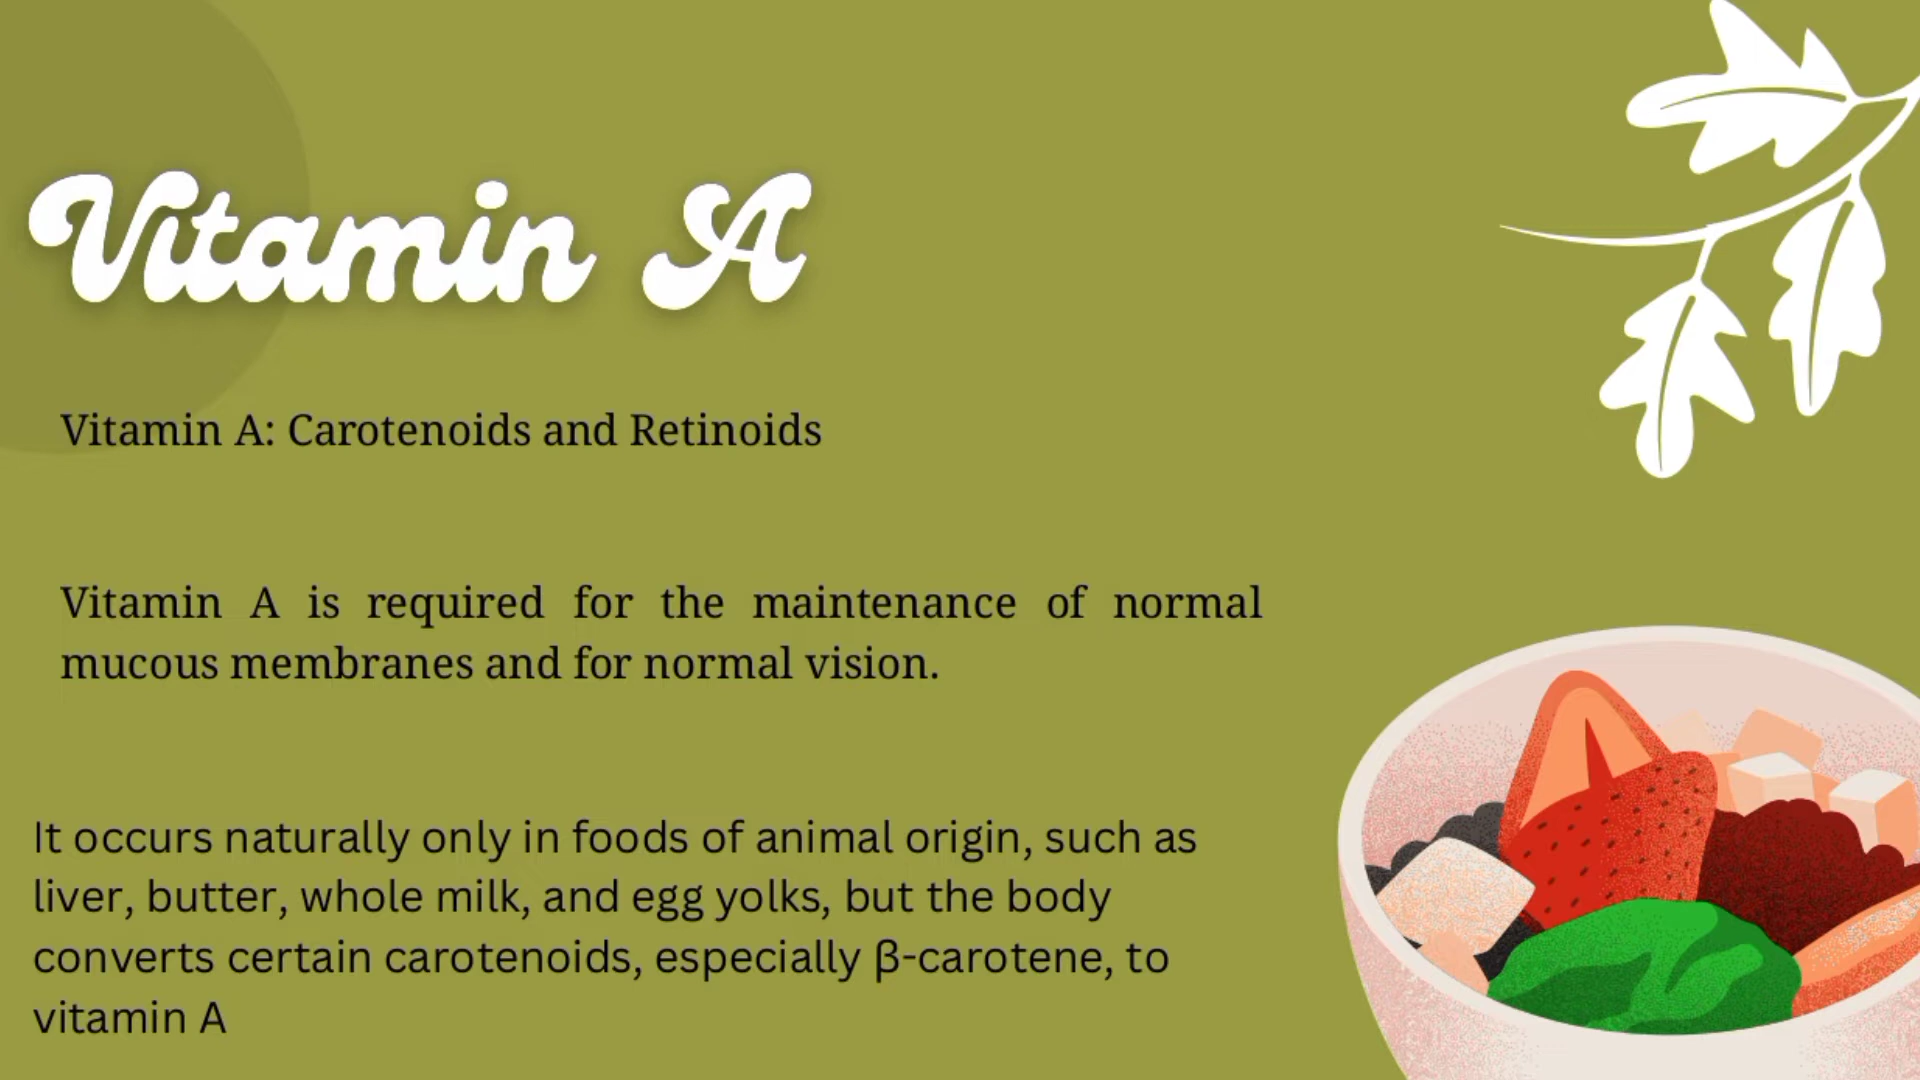 Vitamin A
Vitamin A: Carotenoids and Retinoids
Vitamin A is required for the maintenance of normal
mucous membranes and for normal vision.
It occurs naturally only in foods of animal origin, such as
liver, butter, whole milk, and egg yolks, but the body
converts certain carotenoids, especially β-carotene, to
vitamin A